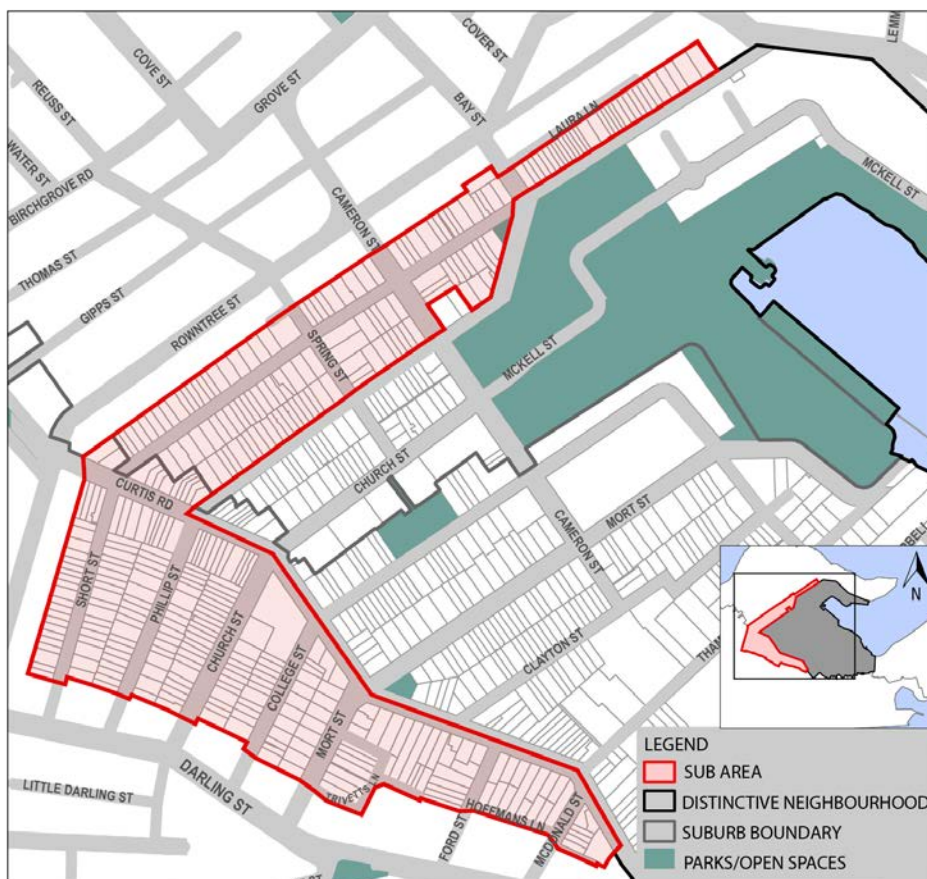 LEMM
COVER ST
COVE ST
REUSS ST
GROVE ST
BAY ST
LAURA LN
WATER ST
BIRCHGROVE RD
MCKELL ST
CAMERON ST
THOMAS ST
GIPPS ST
ROWNTREE ST
SPRING ST
MCKELL ST
CHURCH ST
CURTIS RD
MORT ST
CAMERON ST
SHORT ST
PHILLIP ST
CHURCH ST
COLLEGE ST
CLAYTON ST
THAM
MORT ST
N
DARLING ST
TRIVETTS LN
LITTLE DARLING ST
HOFFMANS LN
FORD ST
MCDONALD ST
ST
LEGEND
SUB AREA
DISTINCTIVE NEIGHBOURHOOD
SUBURB BOUNDARY
PARKS/OPEN SPACES